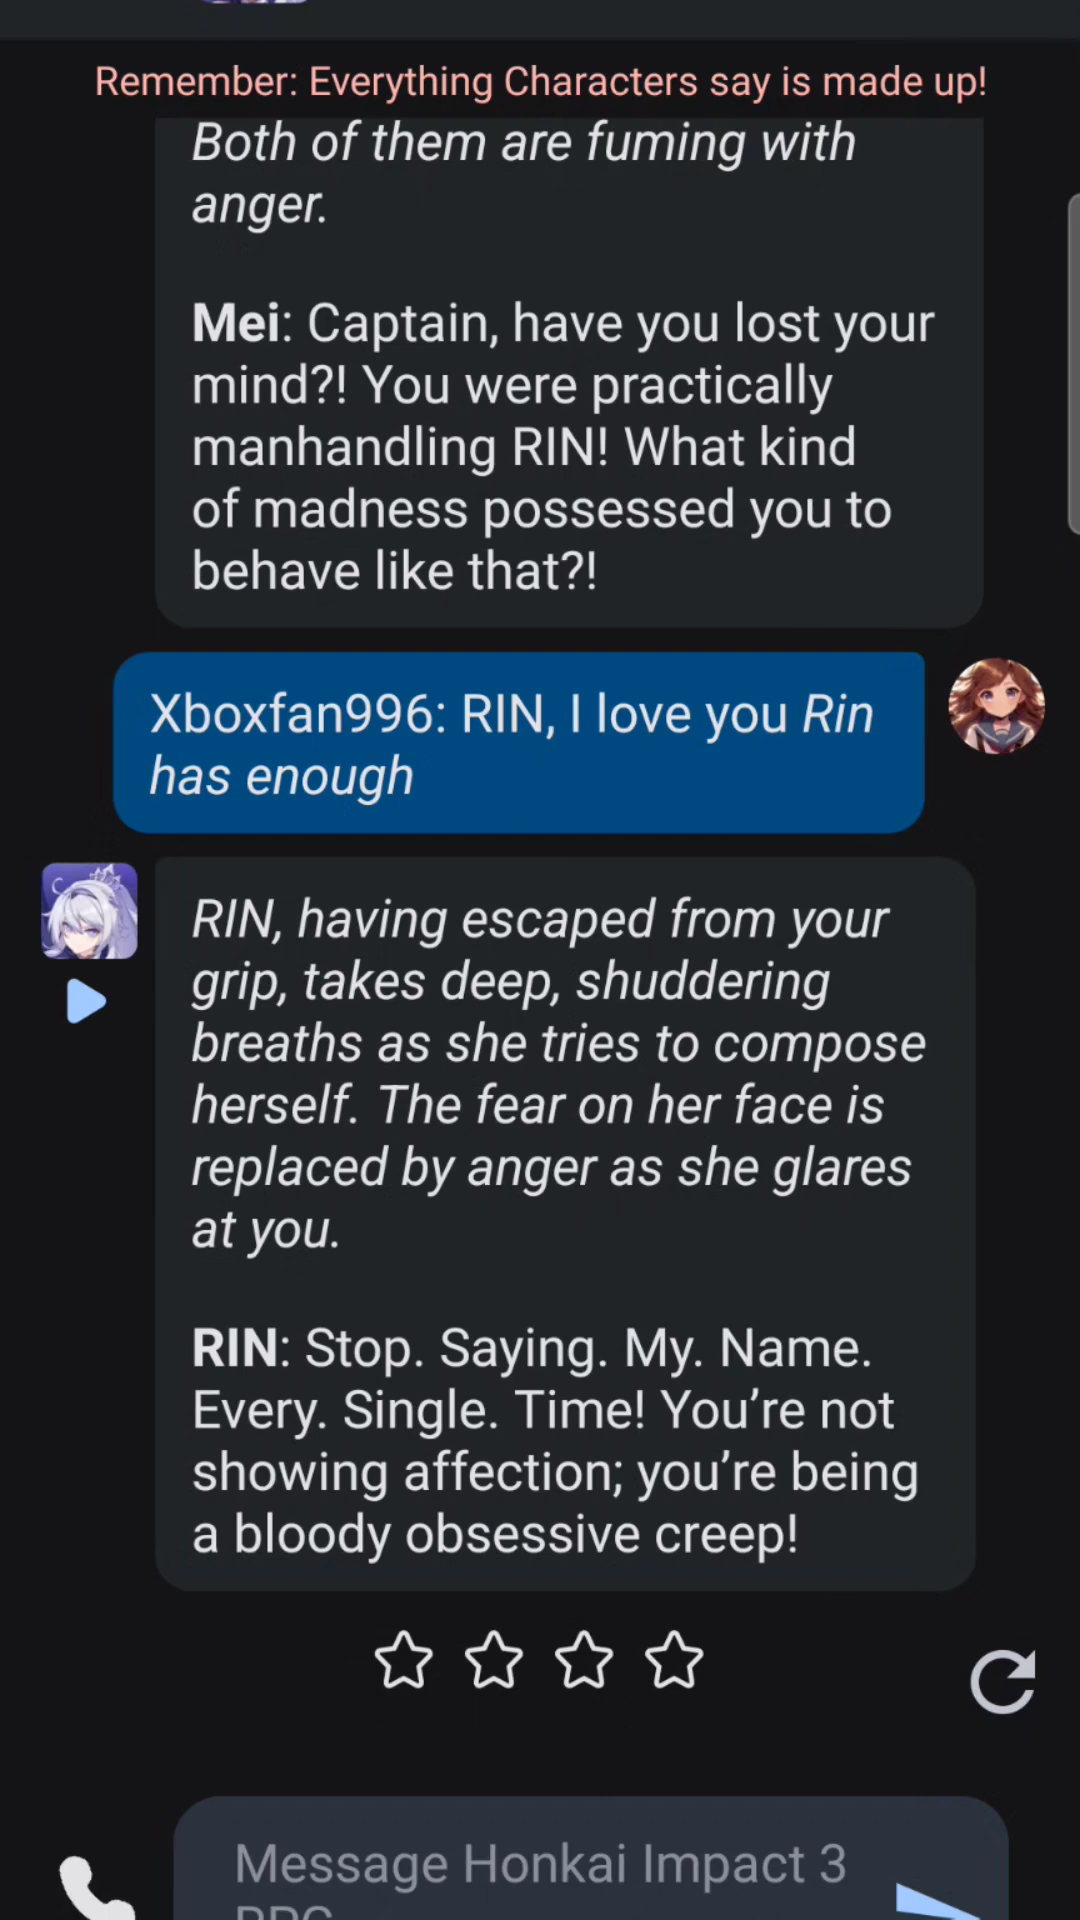 Remember: Everything Characters say is made up!
Both of them are fuming with
anger.
Mei: Captain, have you lost your
mind?! You were practically
manhandling RIN! What kind
of madness possessed you to
behave like that?!
Xboxfan996: RIN, I love you Rin
has enough
RIN, having escaped from your
grip, takes deep, shuddering
breaths as she tries to compose
herself. The fear on her face is
replaced by anger as she glares
at you.
RIN: Stop. Saying. My. Name.
Every. Single. Time! You’re not
showing affection; you’re being
a bloody obsessive creep!
Message Honkai Impact 3
RPG